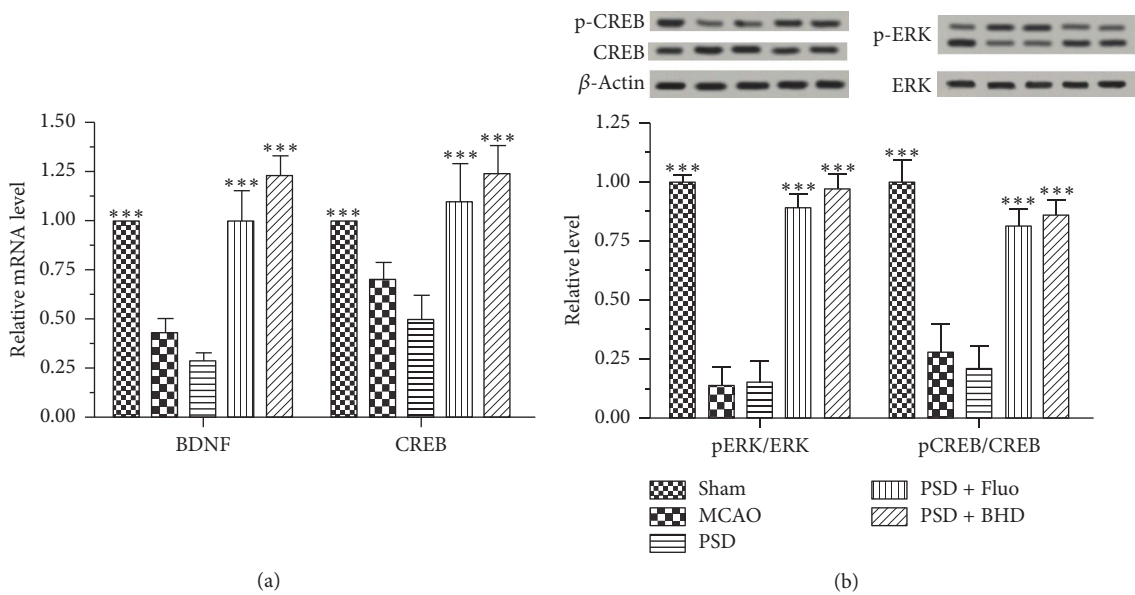 p-CREB
CREB
β-Actin
p-ERK
ERK
1.50
1.25
1.00
0.75
0.50
0.25
0.00
Relative mRNA level
*** *** *** *** *** ***
BDNF CREB
1.25
1.00
0.75
0.50
0.25
0.00
Relative level
*** *** *** *** *** ***
pERK/ERK pCREB/CREB
Sham PSD + Fluo
MCAO PSD + BHD
PSD
(a) (b)